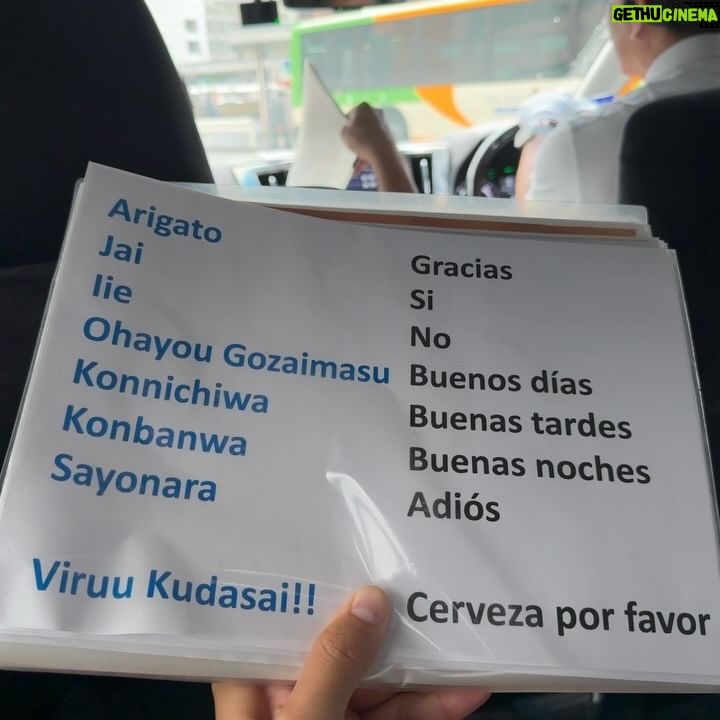 GETHUCINEMA
Arigato
Jai
Iie
Ohayou Gozaimasu
Konnichiwa
Konbanwa
Sayonara
Viruu Kudasai!!
Gracias
Si
No
Buenos días
Buenas tardes
Buenas noches
Adiós
Cerveza por favor